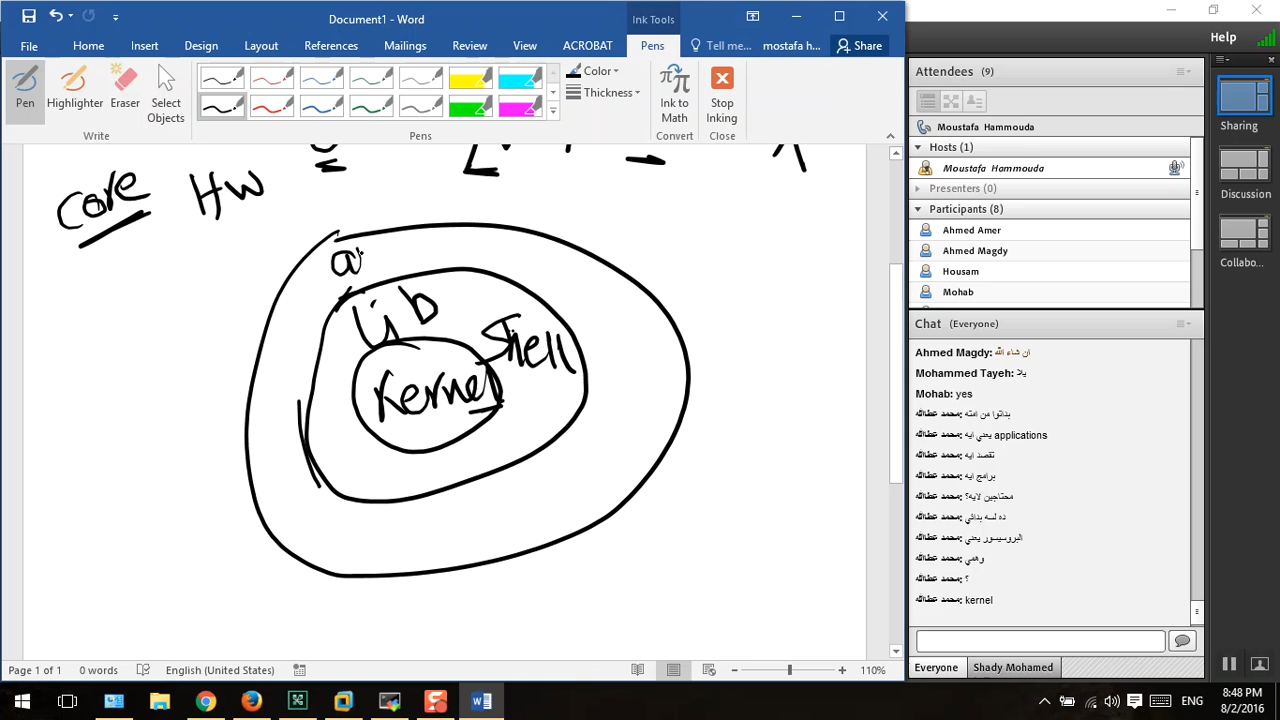 Document1 - Word
Ink Tools
File
Home
Insert
Design
Layout
References
Mailings
Review
View
ACROBAT
Pens
Tell me...
mostafa h...
Share
Pen
Highlighter
Eraser
Select Objects
Color
Thickness
Ink to Math
Stop Inking
Write
Pens
Convert
Close
Core HW
a
Lib
Shell
Kernel
Page 1 of 1
0 words
English (United States)
110%
Help
Attendees (9)
Moustafa Hammouda
Hosts (1)
Moustafa Hammouda
Presenters (0)
Participants (8)
Ahmed Amer
Ahmed Magdy
Housam
Mohab
Chat (Everyone)
Ahmed Magdy: ان شاء الله
Mohammed Tayeh: يلا
Mohab: yes
محمد عطاالله: بدائوا من امته
محمد عطاالله: يعني ايه applications
محمد عطاالله: تقصد ايه
محمد عطاالله: برامج ايه
محمد عطاالله: محتاجين لايه؟
محمد عطاالله: ده لسه بدائي
محمد عطاالله: البروسيسور يعني
محمد عطاالله: وهمي
محمد عطاالله: ؟
محمد عطاالله: kernel
Everyone
Shady Mohamed
Sharing
Discussion
Collabo...
ENG
8:48 PM
8/2/2016